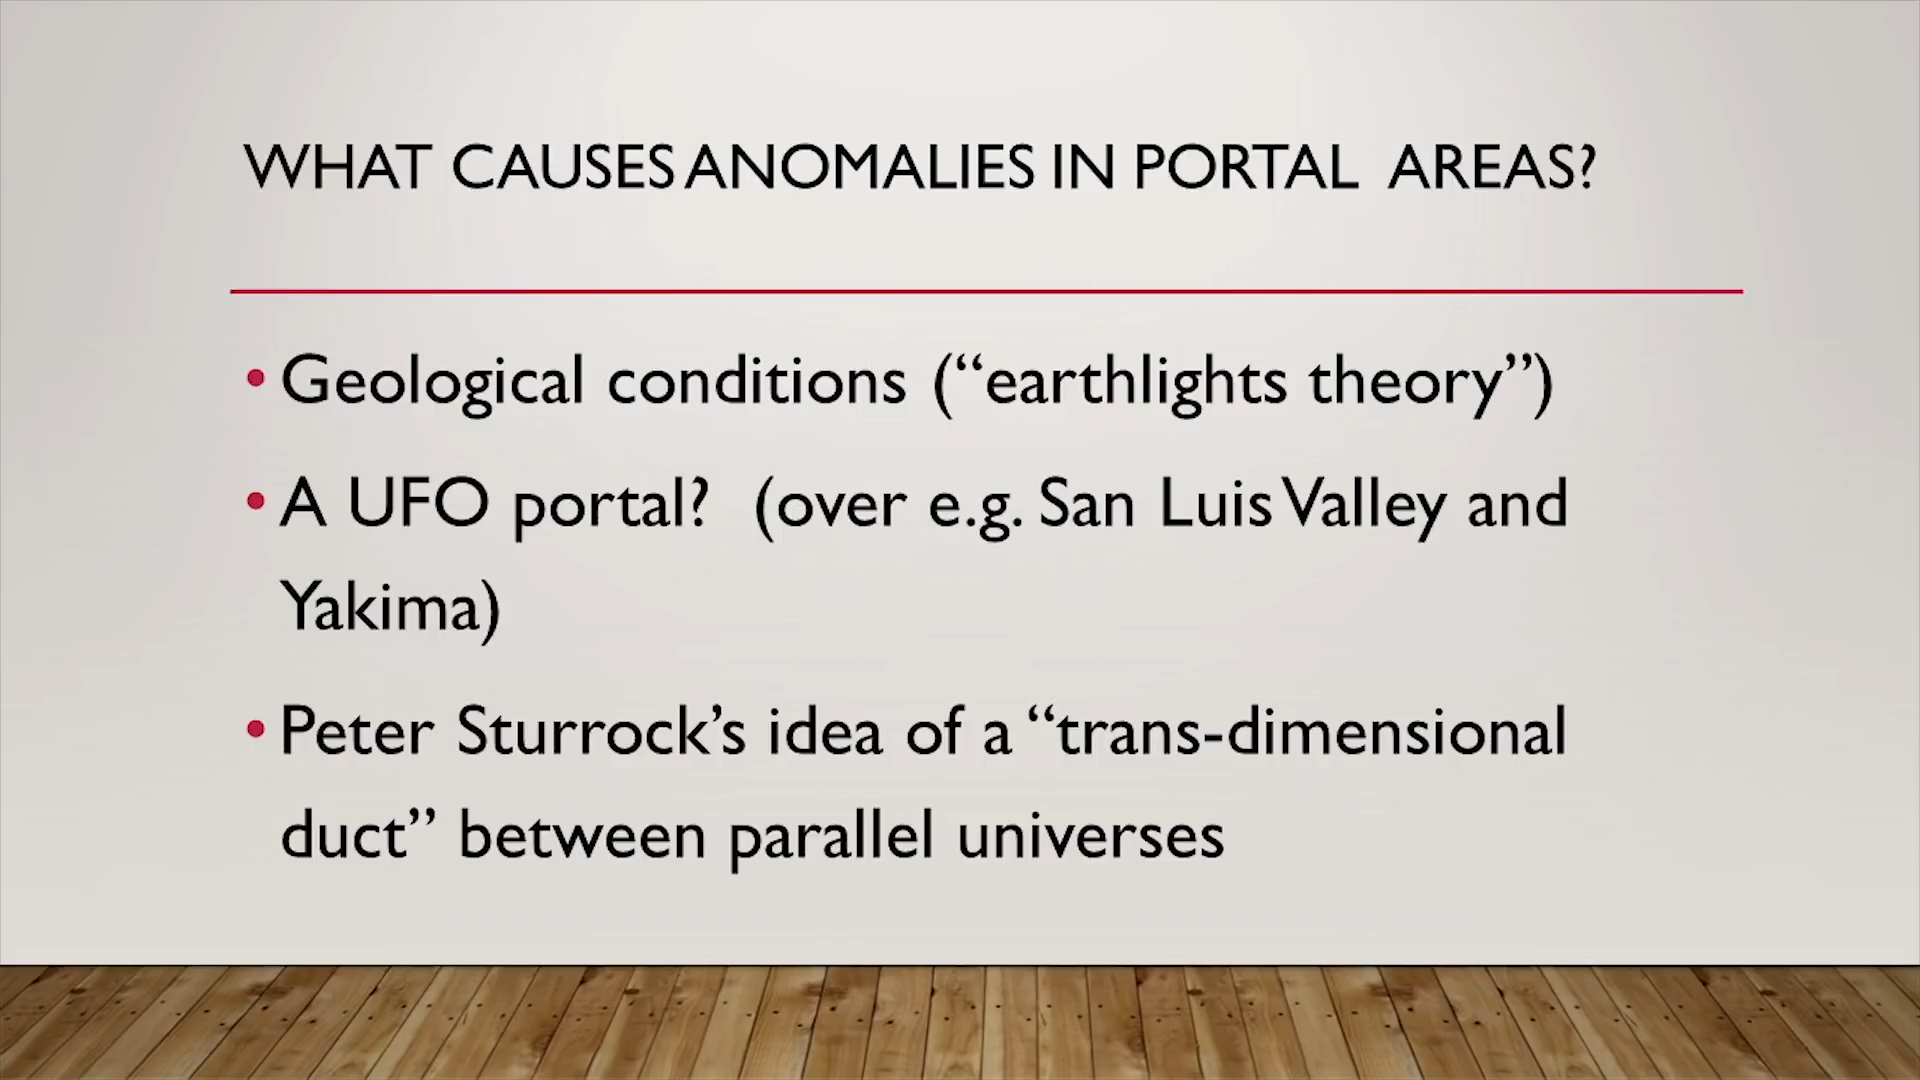 WHAT CAUSES ANOMALIES IN PORTAL AREAS?
• Geological conditions (“earthlights theory”)
• A UFO portal? (over e.g. San Luis Valley and
Yakima)
• Peter Sturrock’s idea of a “trans-dimensional
duct” between parallel universes